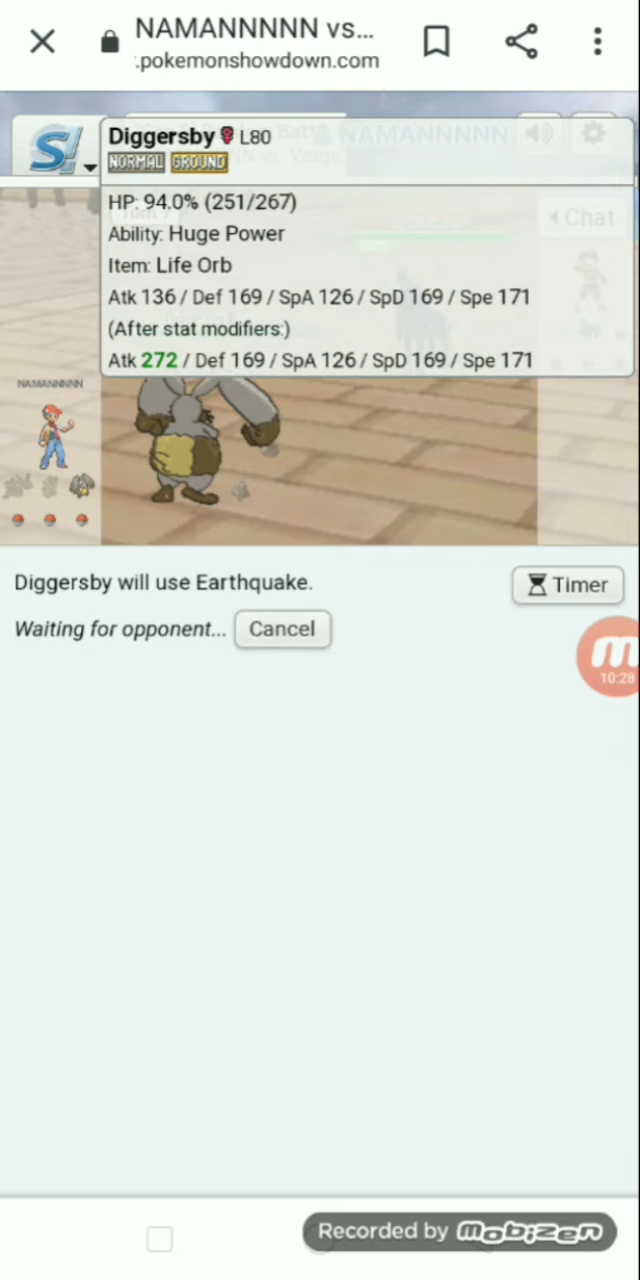 NAMANNNNN vs...
.pokemonshowdown.com
S!
Diggersby L80
NORMAL GROUND
NAMANNNNN
HP: 94.0% (251/267)
Chat
Ability: Huge Power
Item: Life Orb
Atk 136 / Def 169 / SpA 126 / SpD 169 / Spe 171
(After stat modifiers:)
Atk 272 / Def 169 / SpA 126 / SpD 169 / Spe 171
NAMANNNNN
Diggersby will use Earthquake.
Timer
Waiting for opponent... Cancel
m
10:28
Recorded by mobizen